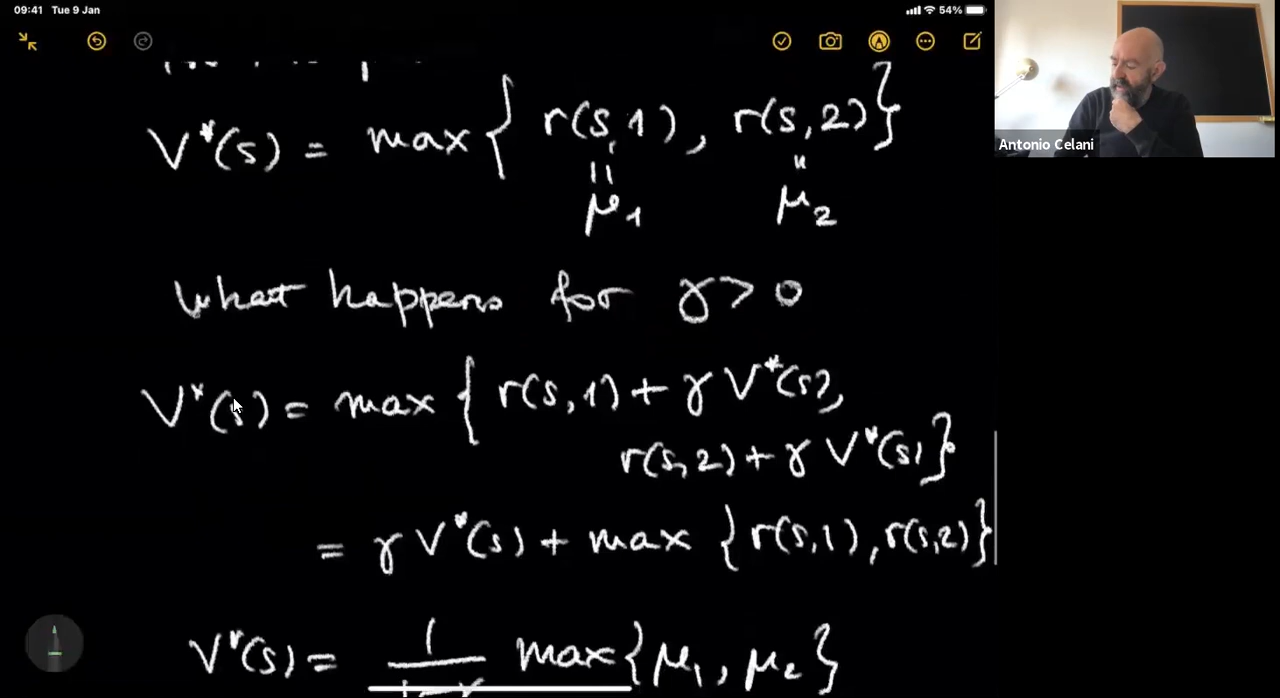 09:41 Tue 9 Jan
54%
Antonio Celani
V*(s) = max { r(s,1), r(s,2) }
= =
μ1 μ2
What happens for γ > 0
V*(s) = max { r(s,1) + γ V*(s),
r(s,2) + γ V*(s) }
= γ V*(s) + max { r(s,1), r(s,2) }
V*(s) = 1 max { μ1, μ2 }